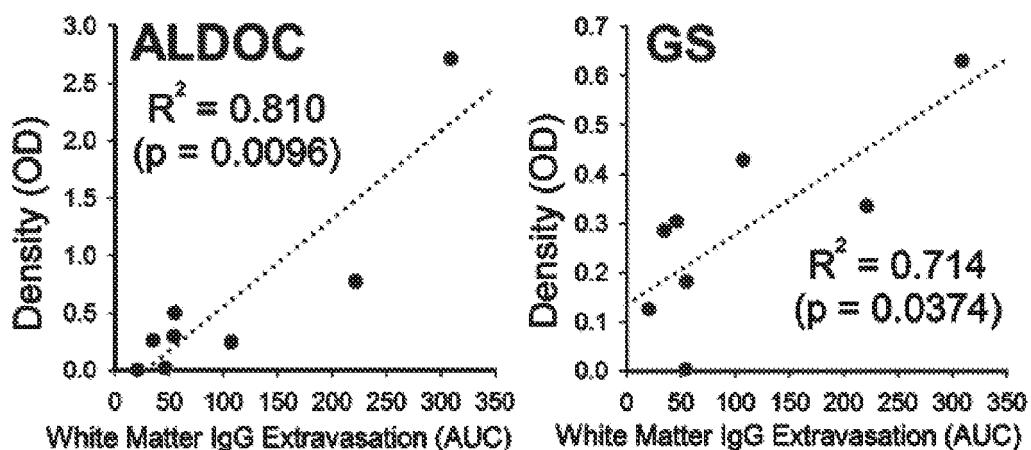 ALDOC
R² = 0.810
(p = 0.0096)
Density (OD)
3.0
2.5
2.0
1.5
1.0
0.5
0.0
0 50 100 150 200 250 300 350
White Matter IgG Extravasation (AUC)
GS
R² = 0.714
(p = 0.0374)
Density (OD)
0.7
0.6
0.5
0.4
0.3
0.2
0.1
0.0
0 50 100 150 200 250 300 350
White Matter IgG Extravasation (AUC)